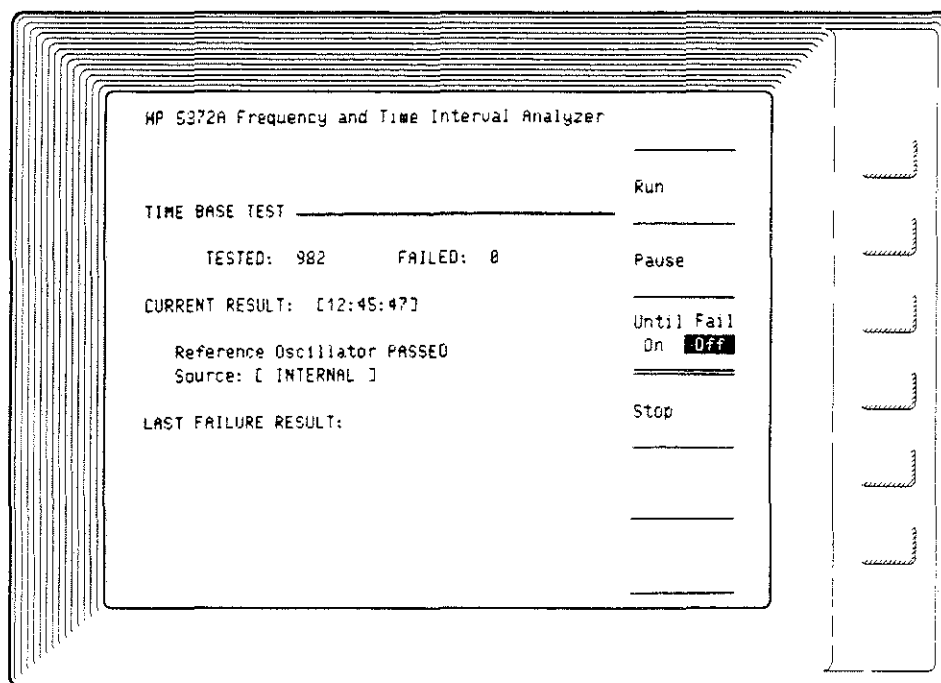 HP 5372A Frequency and Time Interval Analyzer
TIME BASE TEST
TESTED: 982 FAILED: 0
CURRENT RESULT: [12:45:47]
Reference Oscillator PASSED
Source: [ INTERNAL ]
LAST FAILURE RESULT:
Run
Pause
Until Fail
On Off
Stop